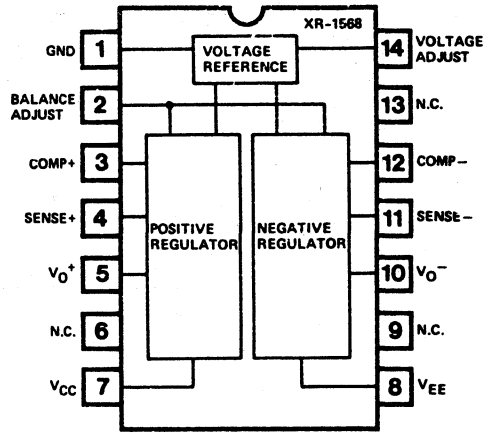 XR-1568
GND 1
VOLTAGE
REFERENCE
14 VOLTAGE
ADJUST
BALANCE
ADJUST 2
13 N.C.
COMP+ 3
12 COMP−
SENSE+ 4
11 SENSE−
POSITIVE
REGULATOR
NEGATIVE
REGULATOR
VO+ 5
10 VO−
N.C. 6
9 N.C.
VCC 7
8 VEE